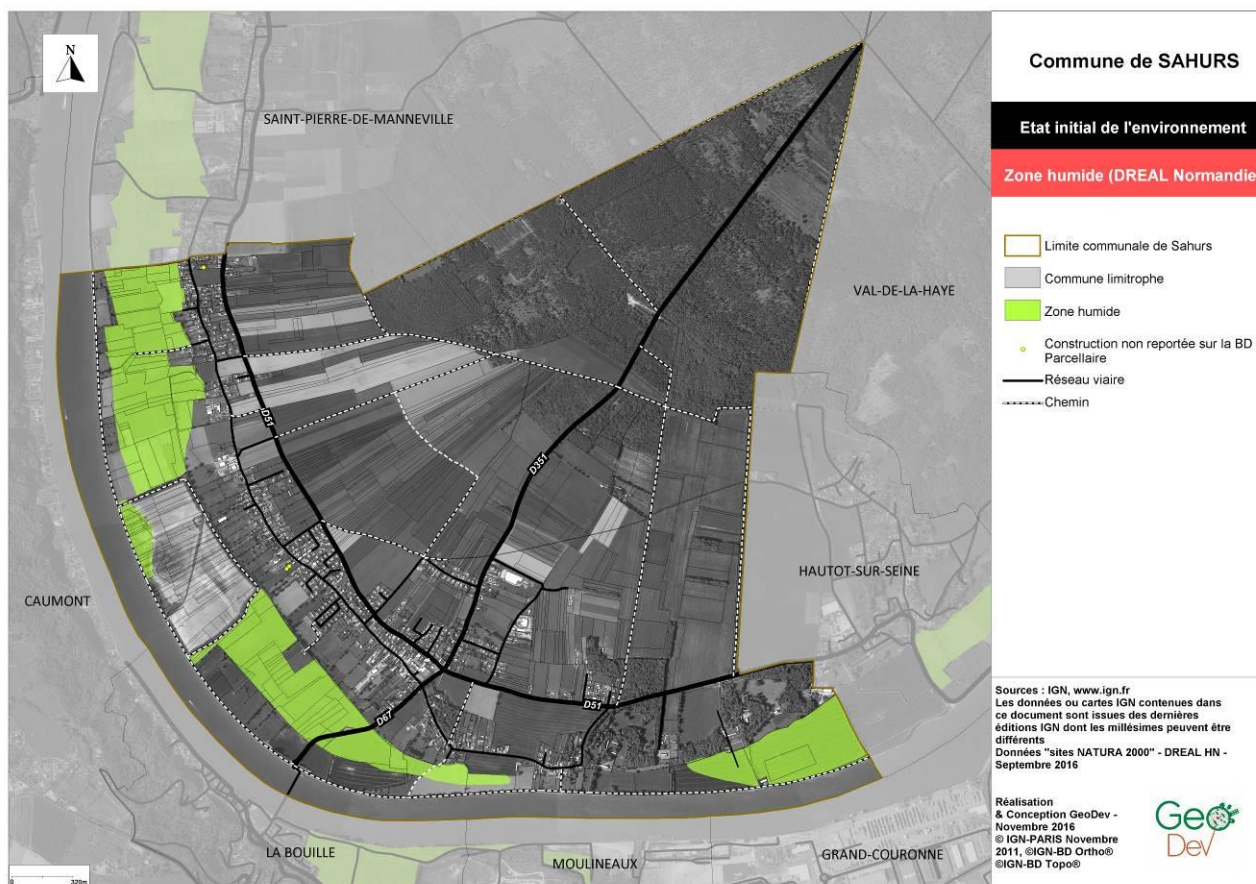 N
SAINT-PIERRE-DE-MANNEVILLE
VAL-DE-LA-HAYE
D51
D351
HAUTOT-SUR-SEINE
CAUMONT
D51
D67
LA BOUILLE
MOULINEAUX
GRAND-COURONNE
0 320m
Commune de SAHURS
Etat initial de l'environnement
Zone humide (DREAL Normandie
Limite communale de Sahurs
Commune limitrophe
Zone humide
Construction non reportée sur la BD
Parcellaire
Réseau viaire
Chemin
Sources : IGN, www.ign.fr
Les données ou cartes IGN contenues dans
ce document sont issues des dernières
éditions IGN dont les millésimes peuvent être
différents
Données "sites NATURA 2000" - DREAL HN -
Septembre 2016
Réalisation
& Conception GeoDev -
Novembre 2016
© IGN-PARIS Novembre
2011, ©IGN-BD Ortho®
©IGN-BD Topo®
Geo
Dev